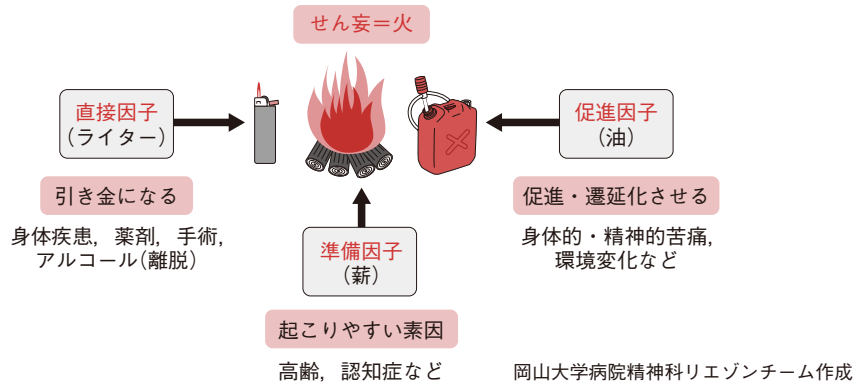 せん妄＝火
直接因子
（ライター）
引き金になる
身体疾患，薬剤，手術，
アルコール（離脱）
促進因子
（油）
促進・遷延化させる
身体的・精神的苦痛，
環境変化など
準備因子
（薪）
起こりやすい素因
高齢，認知症など
岡山大学病院精神科リエゾンチーム作成